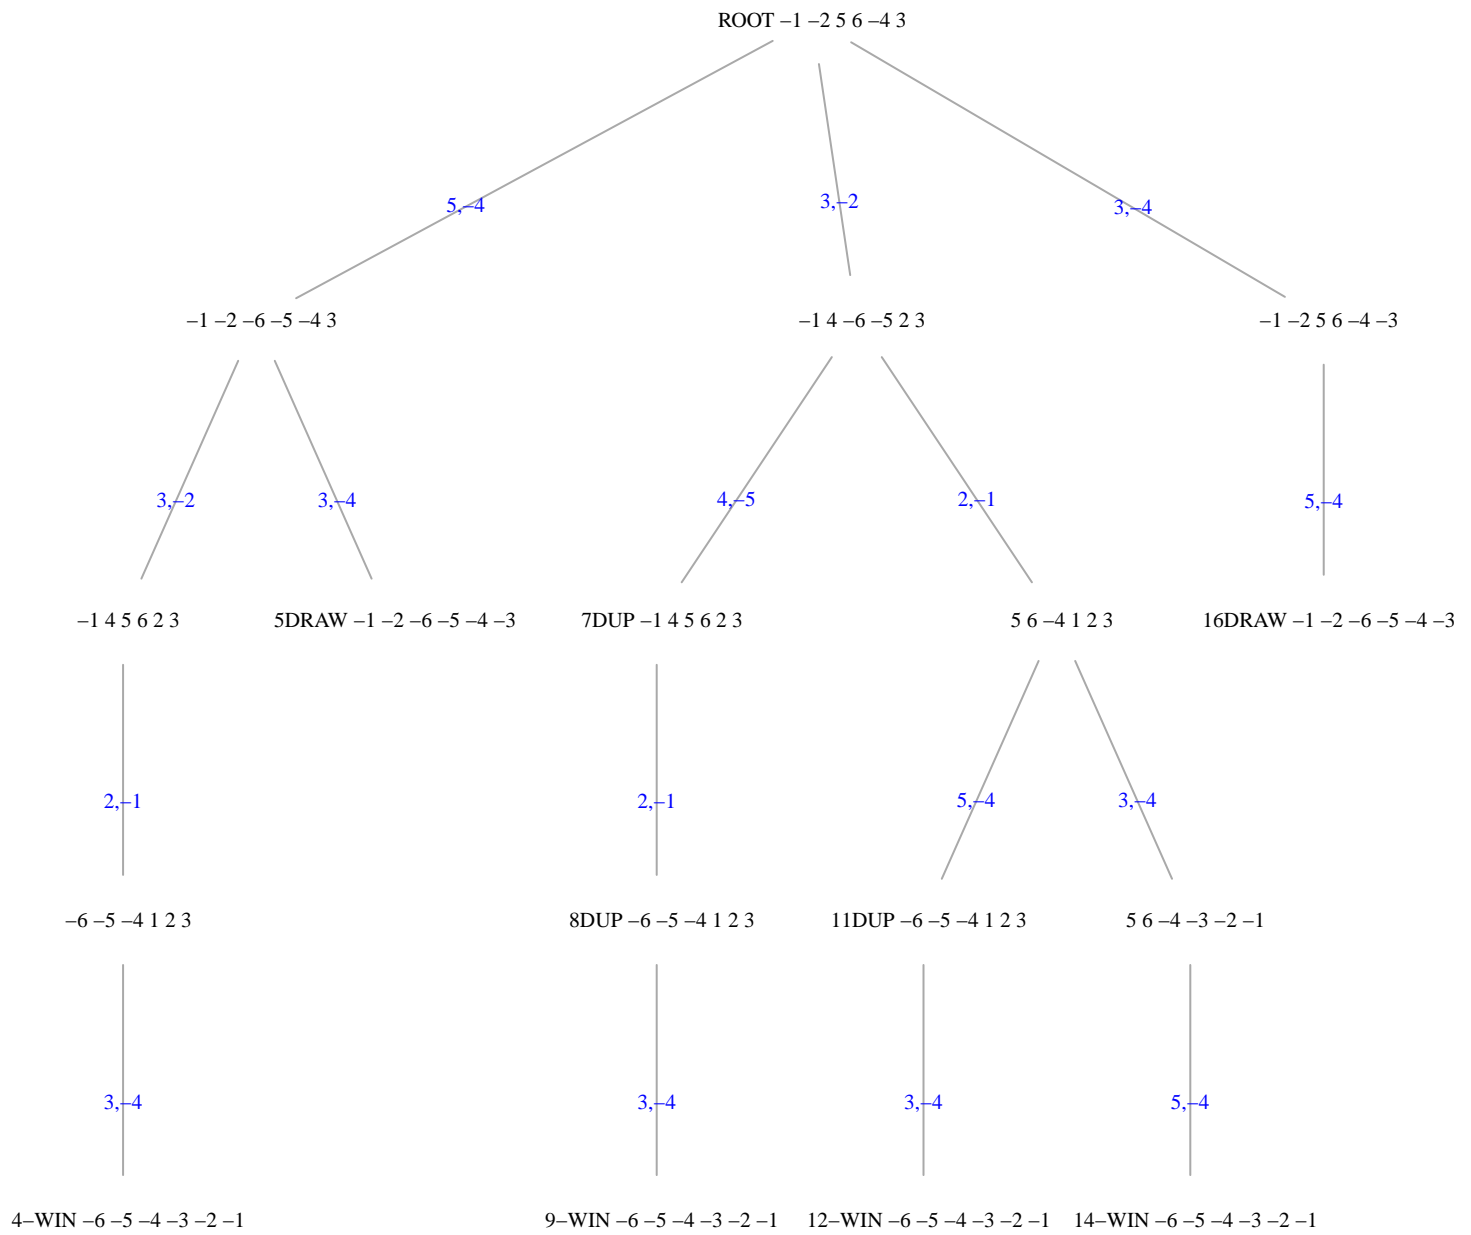 ROOT –1 –2 5 6 –4 3
5,–4
3,–2
3,–4
–1 –2 –6 –5 –4 3
–1 4 –6 –5 2 3
–1 –2 5 6 –4 –3
3,–2
3,–4
4,–5
2,–1
5,–4
–1 4 5 6 2 3
5DRAW –1 –2 –6 –5 –4 –3
7DUP –1 4 5 6 2 3
5 6 –4 1 2 3
16DRAW –1 –2 –6 –5 –4 –3
2,–1
2,–1
5,–4
3,–4
–6 –5 –4 1 2 3
8DUP –6 –5 –4 1 2 3
11DUP –6 –5 –4 1 2 3
5 6 –4 –3 –2 –1
3,–4
3,–4
3,–4
5,–4
4–WIN –6 –5 –4 –3 –2 –1
9–WIN –6 –5 –4 –3 –2 –1
12–WIN –6 –5 –4 –3 –2 –1
14–WIN –6 –5 –4 –3 –2 –1